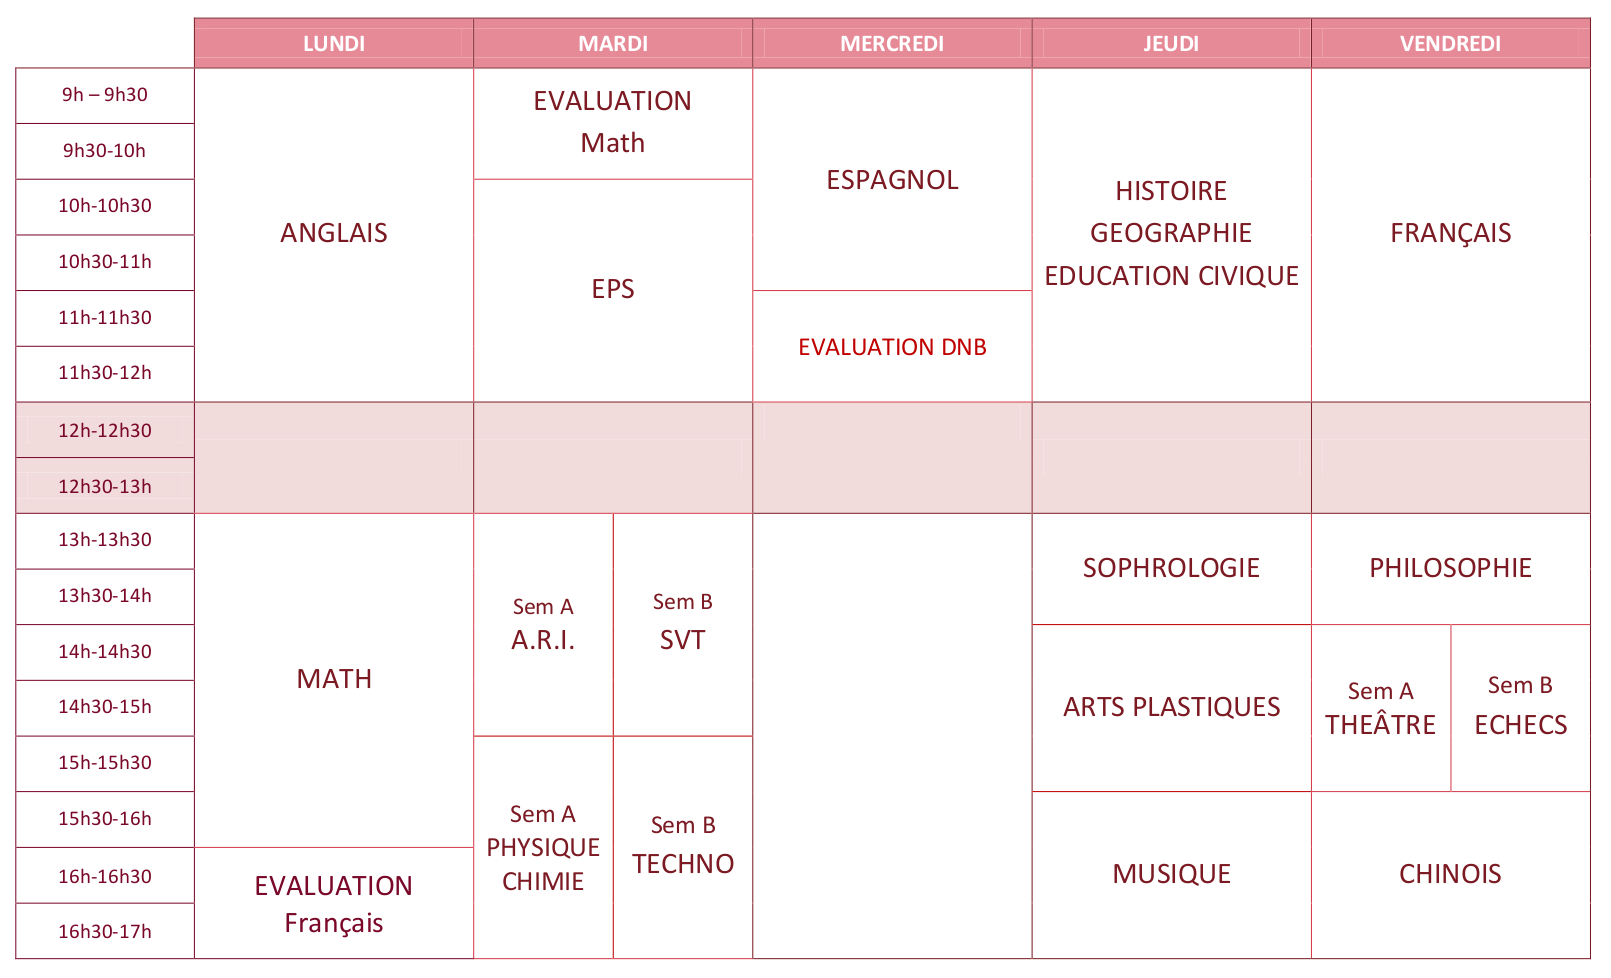 LUNDI MARDI MERCREDI JEUDI VENDREDI
9h – 9h30
9h30-10h
10h-10h30
10h30-11h
11h-11h30
11h30-12h
12h-12h30
12h30-13h
13h-13h30
13h30-14h
14h-14h30
14h30-15h
15h-15h30
15h30-16h
16h-16h30
16h30-17h
ANGLAIS
MATH
EVALUATION
Français
EVALUATION
Math
EPS
Sem A
A.R.I.
Sem B
SVT
Sem A
PHYSIQUE
CHIMIE
Sem B
TECHNO
ESPAGNOL
EVALUATION DNB
HISTOIRE
GEOGRAPHIE
EDUCATION CIVIQUE
SOPHROLOGIE
ARTS PLASTIQUES
MUSIQUE
FRANÇAIS
PHILOSOPHIE
Sem A
THEÂTRE
Sem B
ECHECS
CHINOIS